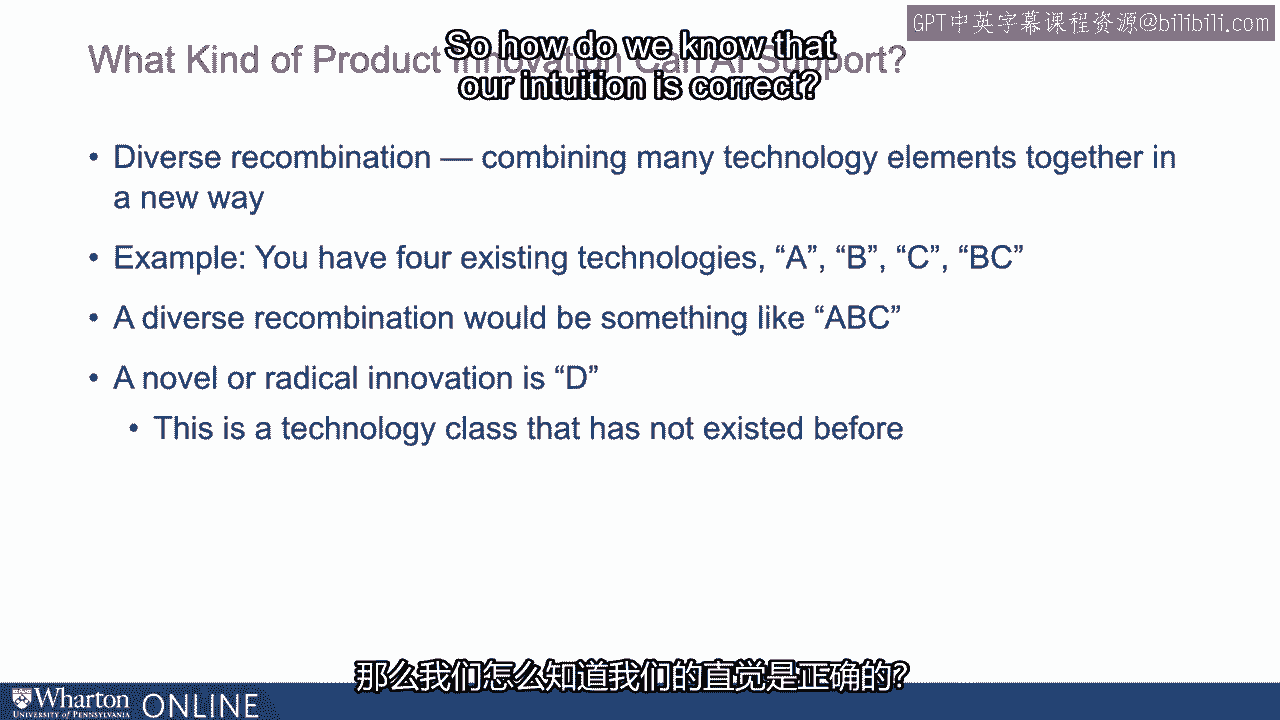 GPT中英字幕课程资源@bilibili.com
So how do we know that
our intuition is correct?
What Kind of Product Innovation Can AI Support?
• Diverse recombination — combining many technology elements together in
a new way
• Example: You have four existing technologies, “A”, “B”, “C”, “BC”
• A diverse recombination would be something like “ABC”
• A novel or radical innovation is “D”
• This is a technology class that has not existed before
那么我们怎么知道我们的直觉是正确的?
Wharton ONLINE
UNIVERSITY of PENNSYLVANIA